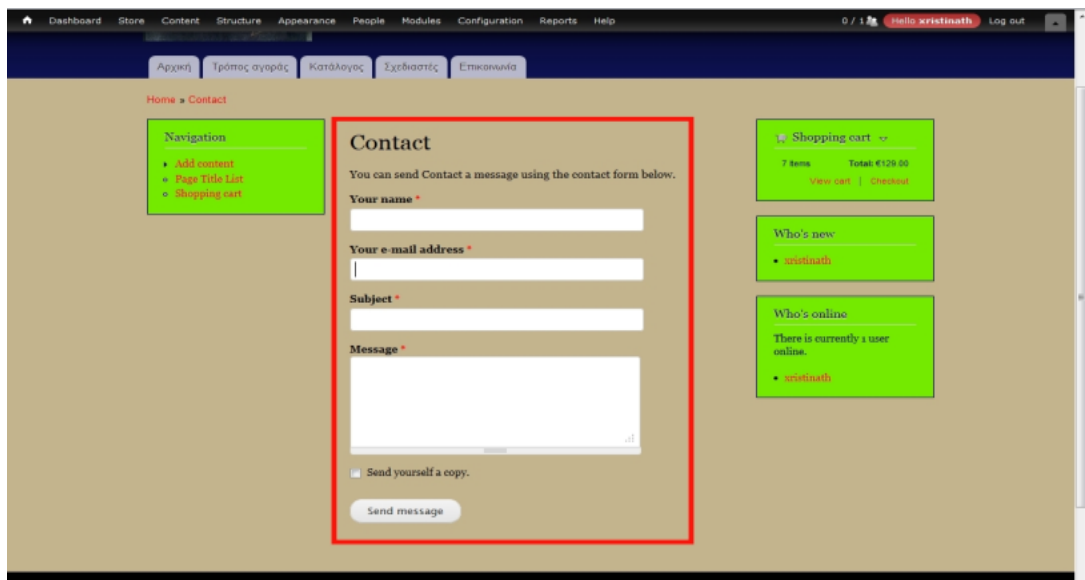 Dashboard Store Content Structure Appearance People Modules Configuration Reports Help 0 / 1 Hello xristinath Log out
Αρχική Τρόπος αγοράς Κατάλογος Σχεδιαστές Επικοινωνία
Home » Contact
Navigation
Add content
Page Title List
Shopping cart
Contact
You can send Contact a message using the contact form below.
Your name *
Your e-mail address *
Subject *
Message *
Send yourself a copy.
Send message
Shopping cart
7 items Total: €129.00
View cart | Checkout
Who's new
xristinath
Who's online
There is currently 1 user
online.
xristinath